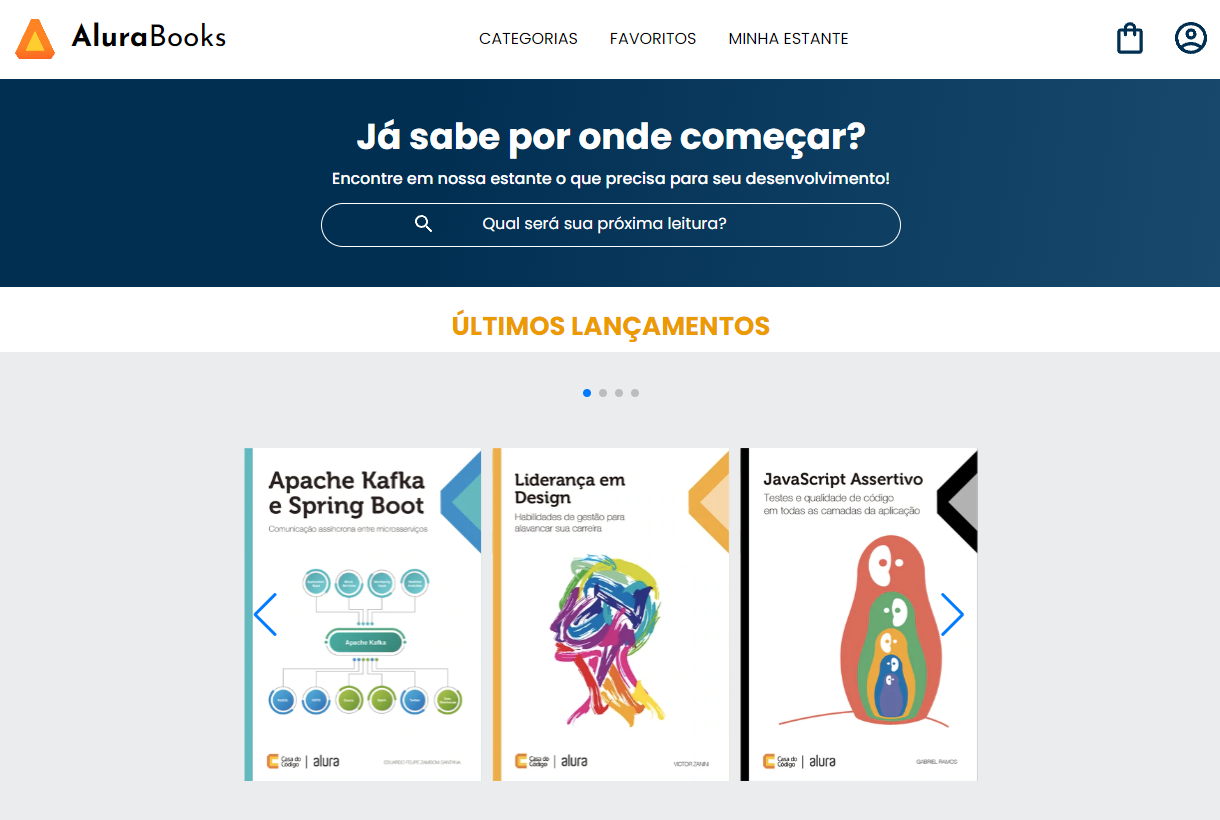 AluraBooks
CATEGORIAS
FAVORITOS
MINHA ESTANTE
Já sabe por onde começar?
Encontre em nossa estante o que precisa para seu desenvolvimento!
Qual será sua próxima leitura?
ÚLTIMOS LANÇAMENTOS
Apache Kafka
e Spring Boot
Comunicação assíncrona entre microsserviços
Apache Kafka
Casa do
Código
alura
EDUARDO FELIPE ZAMBOM SANTANA
Liderança em
Design
Habilidades de gestão para
alavancar sua carreira
Casa do
Código
alura
VICTOR ZANINI
JavaScript Assertivo
Testes e qualidade de código
em todas as camadas da aplicação
Casa do
Código
alura
GABRIEL RAMOS